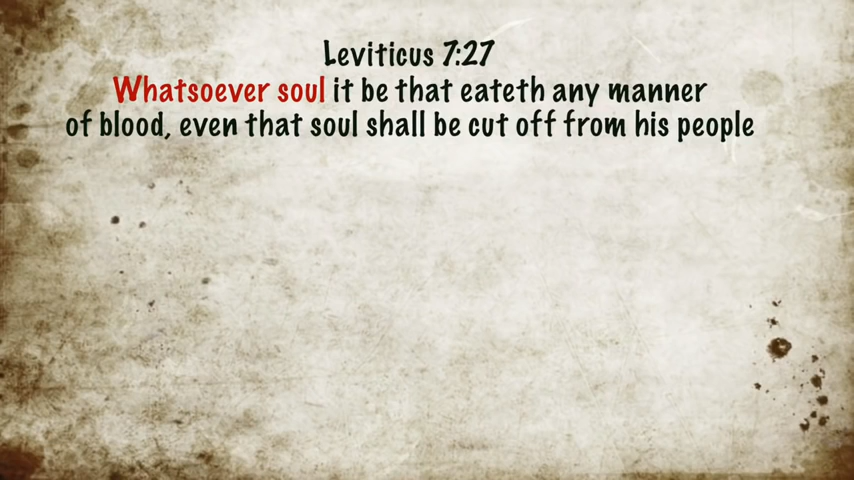 Leviticus 7:27
Whatsoever soul it be that eateth any manner
of blood, even that soul shall be cut off from his people